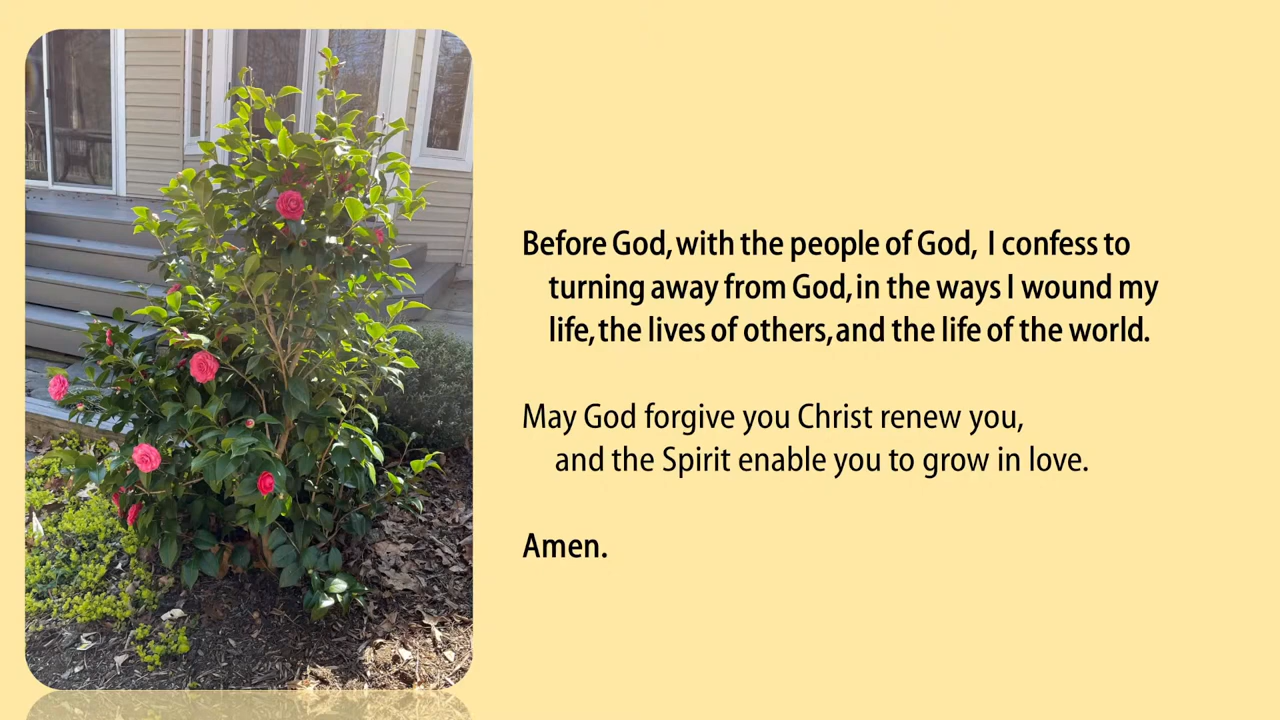 Before God, with the people of God, I confess to
turning away from God, in the ways I wound my
life, the lives of others, and the life of the world.
May God forgive you Christ renew you,
and the Spirit enable you to grow in love.
Amen.